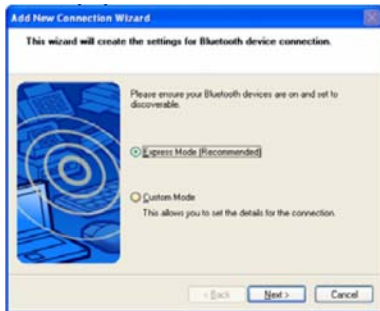 Add New Connection Wizard
This wizard will create the settings for Bluetooth device connection.
Please ensure your Bluetooth devices are on and set to
discoverable.
Express Mode [Recommended]
Custom Mode
This allows you to set the details for the connection.
< Back
Next >
Cancel